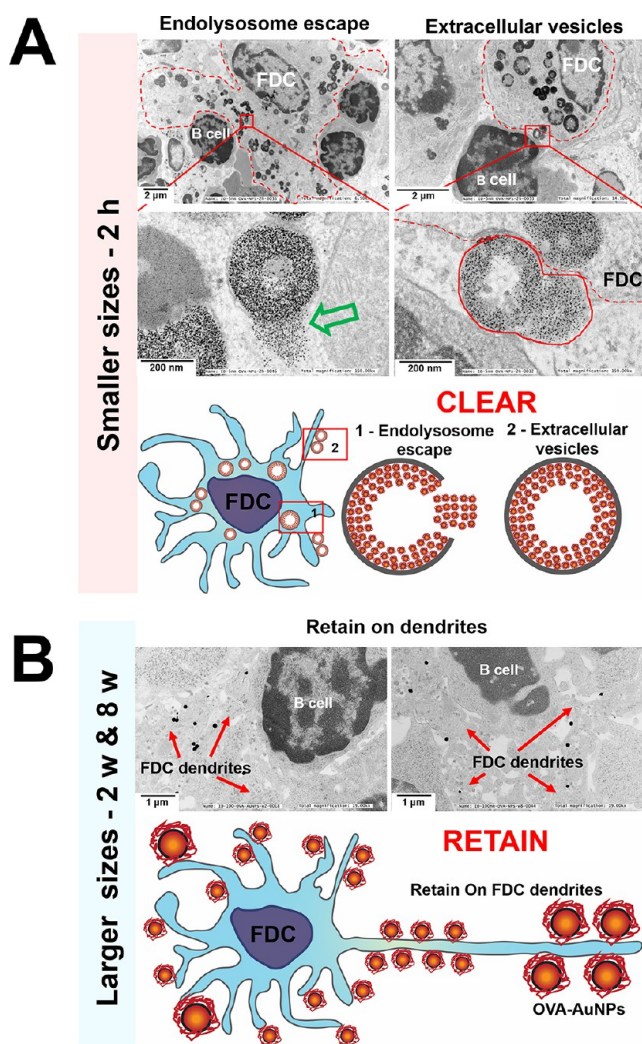 A
Smaller sizes - 2 h
Endolysosome escape
Extracellular vesicles
FDC
B cell
2 µm
FDC
B cell
2 µm
200 nm
FDC
200 nm
CLEAR
1 - Endolysosome
escape
2 - Extracellular
vesicles
FDC
2
1
B
Larger sizes - 2 w & 8 w
Retain on dendrites
B cell
FDC dendrites
1 µm
B cell
FDC dendrites
1 µm
RETAIN
Retain On FDC dendrites
FDC
OVA-AuNPs